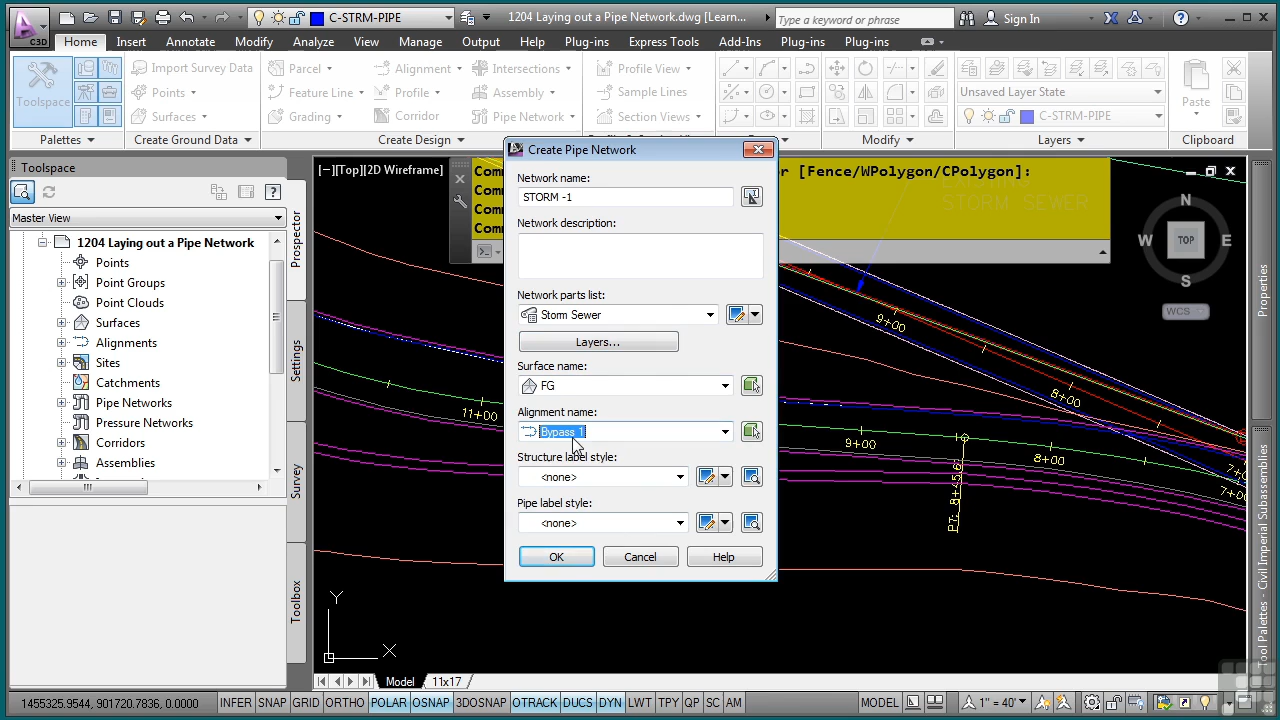 C-STRM-PIPE
1204 Laying out a Pipe Network.dwg [Learn...
Type a keyword or phrase
Sign In
C3D
Home Insert Annotate Modify Analyze View Manage Output Help Plug-ins Express Tools Add-Ins Plug-ins Plug-ins
Toolspace
Import Survey Data
Points
Surfaces
Parcel
Feature Line
Alignment
Profile
Corridor
Intersections
Assembly
Pipe Network
Profile View
Sample Lines
Section Views
Unsaved Layer State
C-STRM-PIPE
Paste
Palettes
Create Ground Data
Create Design
Modify
Layers
Clipboard
Toolspace
Master View
1204 Laying out a Pipe Network
Points
Point Groups
Point Clouds
Surfaces
Alignments
Sites
Catchments
Pipe Networks
Pressure Networks
Corridors
Assemblies
Prospector
Settings
Survey
Toolbox
[−][Top][2D Wireframe]
[Fence/WPolygon/CPolygon]:
Comm
Comm
Comm
Comm
STORM SEWER
N
W TOP E
S
WCS
Create Pipe Network
Network name:
STORM -1
Network description:
Network parts list:
Storm Sewer
Layers...
Surface name:
FG
Alignment name:
Bypass 1
Structure label style:
<none>
Pipe label style:
<none>
OK Cancel Help
11+00
9+00
8+00
9+00
8+00
Y
X
Properties
Tool Palettes - Civil Imperial Subassemblies
Model 11x17
1455325.9544, 901720.7836, 0.0000
INFER SNAP GRID ORTHO POLAR OSNAP 3DOSNAP OTRACK DUCS DYN LWT TPY QP SC AM
MODEL
1" = 40'